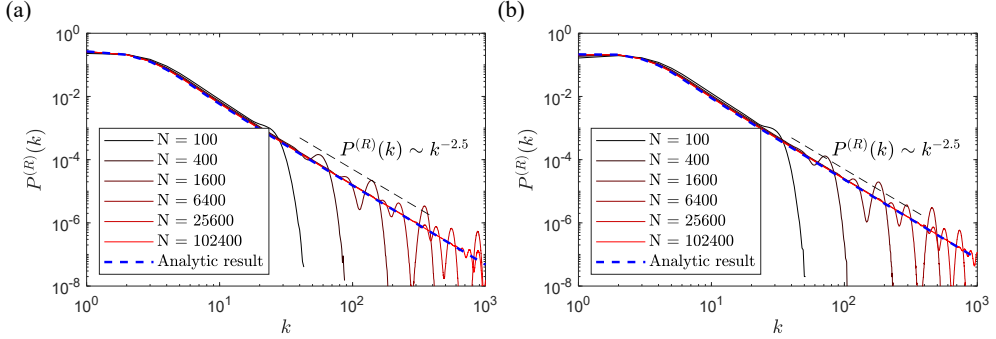 (a)
10^0
10^-2
10^-4
10^-6
10^-8
P^(R)(k)
N = 100
N = 400
N = 1600
N = 6400
N = 25600
N = 102400
Analytic result
P^(R)(k) ∼ k^-2.5
10^0
10^1
10^2
10^3
k
(b)
10^0
10^-2
10^-4
10^-6
10^-8
P^(R)(k)
N = 100
N = 400
N = 1600
N = 6400
N = 25600
N = 102400
Analytic result
P^(R)(k) ∼ k^-2.5
10^0
10^1
10^2
10^3
k